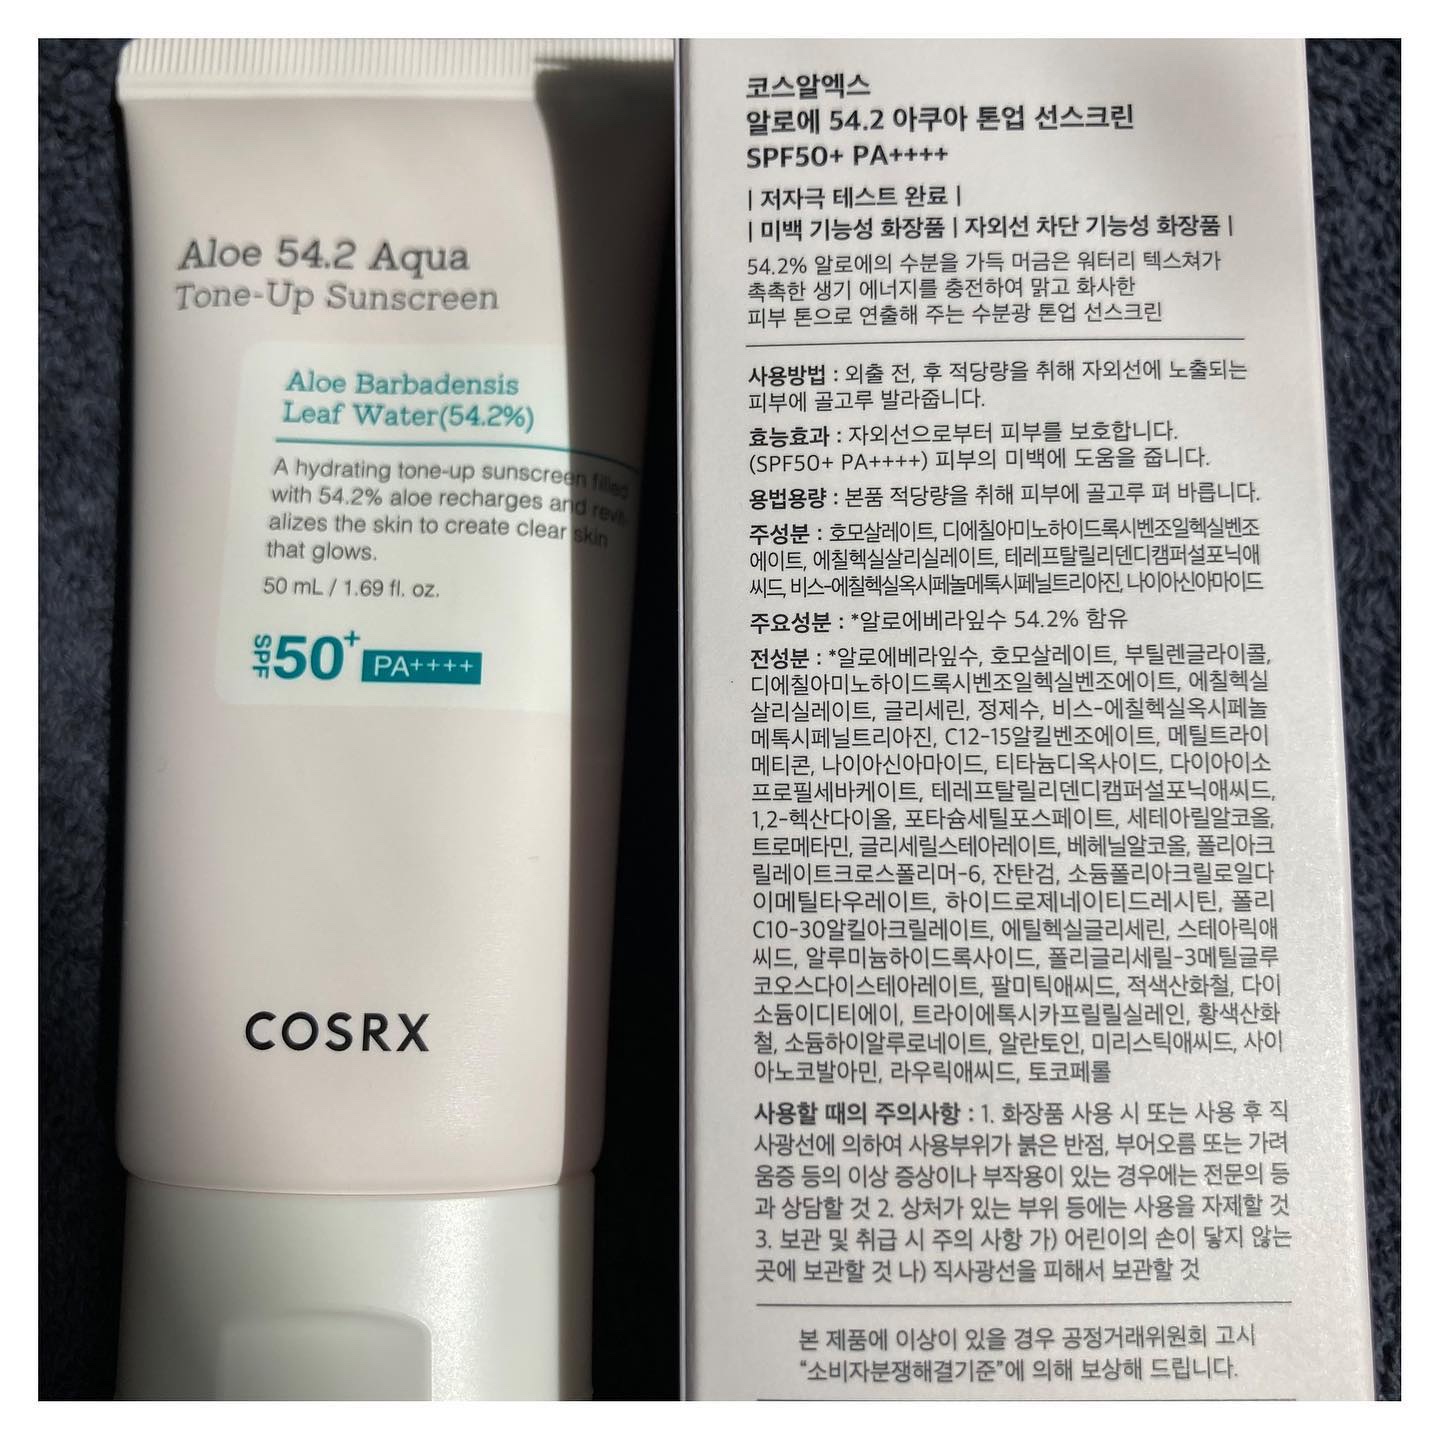 Aloe 54.2 Aqua
Tone-Up Sunscreen
Aloe Barbadensis
Leaf Water(54.2%)
A hydrating tone-up sunscreen filled
with 54.2% aloe recharges and revit-
alizes the skin to create clear skin
that glows.
50 mL / 1.69 fl. oz.
SPF 50+ PA++++
COSRX
코스알엑스
알로에 54.2 아쿠아 톤업 선스크린
SPF50+ PA++++
| 저자극 테스트 완료 |
| 미백 기능성 화장품 | 자외선 차단 기능성 화장품 |
54.2% 알로에의 수분을 가득 머금은 워터리 텍스쳐가
촉촉한 생기 에너지를 충전하여 맑고 화사한
피부 톤으로 연출해 주는 수분광 톤업 선스크린
사용방법 : 외출 전, 후 적당량을 취해 자외선에 노출되는
피부에 골고루 발라줍니다.
효능효과 : 자외선으로부터 피부를 보호합니다.
(SPF50+ PA++++) 피부의 미백에 도움을 줍니다.
용법용량 : 본품 적당량을 취해 피부에 골고루 펴 바릅니다.
주성분 : 호모살레이트, 디에칠아미노하이드록시벤조일헥실벤조
에이트, 에칠헥실살리실레이트, 테레프탈릴리덴디캠퍼설포닉애
씨드, 비스-에칠헥실옥시페놀메톡시페닐트리아진, 나이아신아마이드
주요성분 : *알로에베라잎수 54.2% 함유
전성분 : *알로에베라잎수, 호모살레이트, 부틸렌글라이콜,
디에칠아미노하이드록시벤조일헥실벤조에이트, 에칠헥실
살리실레이트, 글리세린, 정제수, 비스-에칠헥실옥시페놀
메톡시페닐트리아진, C12-15알킬벤조에이트, 메틸트라이
메티콘, 나이아신아마이드, 티타늄디옥사이드, 다이아이소
프로필세바케이트, 테레프탈릴리덴디캠퍼설포닉애씨드,
1,2-헥산다이올, 포타슘세틸포스페이트, 세테아릴알코올,
트로메타민, 글리세릴스테아레이트, 베헤닐알코올, 폴리아크
릴레이트크로스폴리머-6, 잔탄검, 소듐폴리아크릴로일다
이메틸타우레이트, 하이드로제네이티드레시틴, 폴리
C10-30알킬아크릴레이트, 에틸헥실글리세린, 스테아릭애
씨드, 알루미늄하이드록사이드, 폴리글리세릴-3메틸글루
코오스다이스테아레이트, 팔미틱애씨드, 적색산화철, 다이
소듐이디티에이, 트라이에톡시카프릴릴실레인, 황색산화
철, 소듐하이알루로네이트, 알란토인, 미리스틱애씨드, 사이
아노코발아민, 라우릭애씨드, 토코페롤
사용할 때의 주의사항 : 1. 화장품 사용 시 또는 사용 후 직
사광선에 의하여 사용부위가 붉은 반점, 부어오름 또는 가려
움증 등의 이상 증상이나 부작용이 있는 경우에는 전문의 등
과 상담할 것 2. 상처가 있는 부위 등에는 사용을 자제할 것
3. 보관 및 취급 시 주의 사항 가) 어린이의 손이 닿지 않는
곳에 보관할 것 나) 직사광선을 피해서 보관할 것
본 제품에 이상이 있을 경우 공정거래위원회 고시
“소비자분쟁해결기준”에 의해 보상해 드립니다.